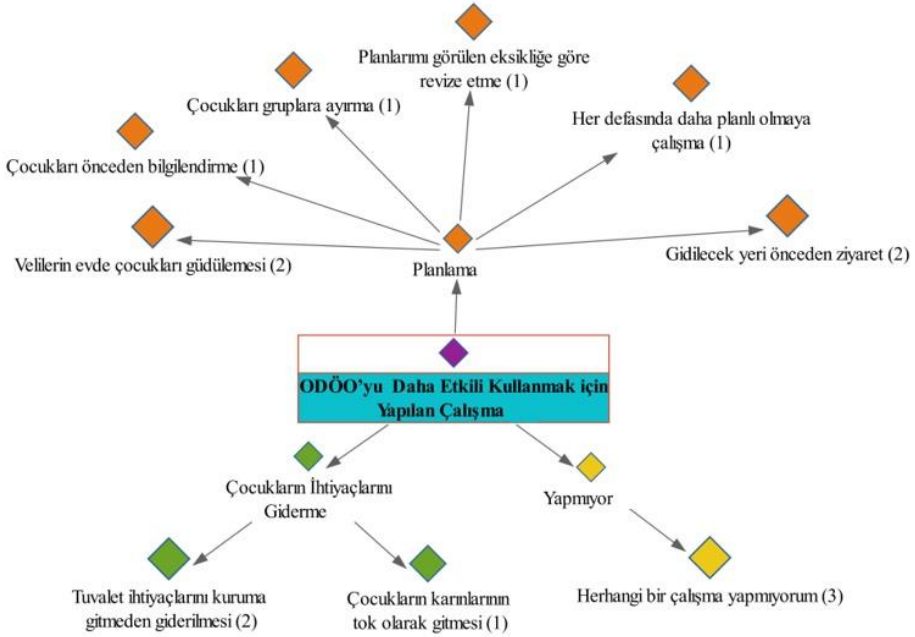 Planlarımı görülen eksikliğe göre
revize etme (1)
Çocukları gruplara ayırma (1)
Her defasında daha planlı olmaya
çalışma (1)
Çocukları önceden bilgilendirme (1)
Velilerin evde çocukları güdülemesi (2)
Planlama
Gidilecek yeri önceden ziyaret (2)
ODÖO’yu Daha Etkili Kullanmak için
Yapılan Çalışma
Çocukların İhtiyaçlarını
Giderme
Yapmıyor
Tuvalet ihtiyaçlarını kuruma
gitmeden giderilmesi (2)
Çocukların karınlarının
tok olarak gitmesi (1)
Herhangi bir çalışma yapmıyorum (3)